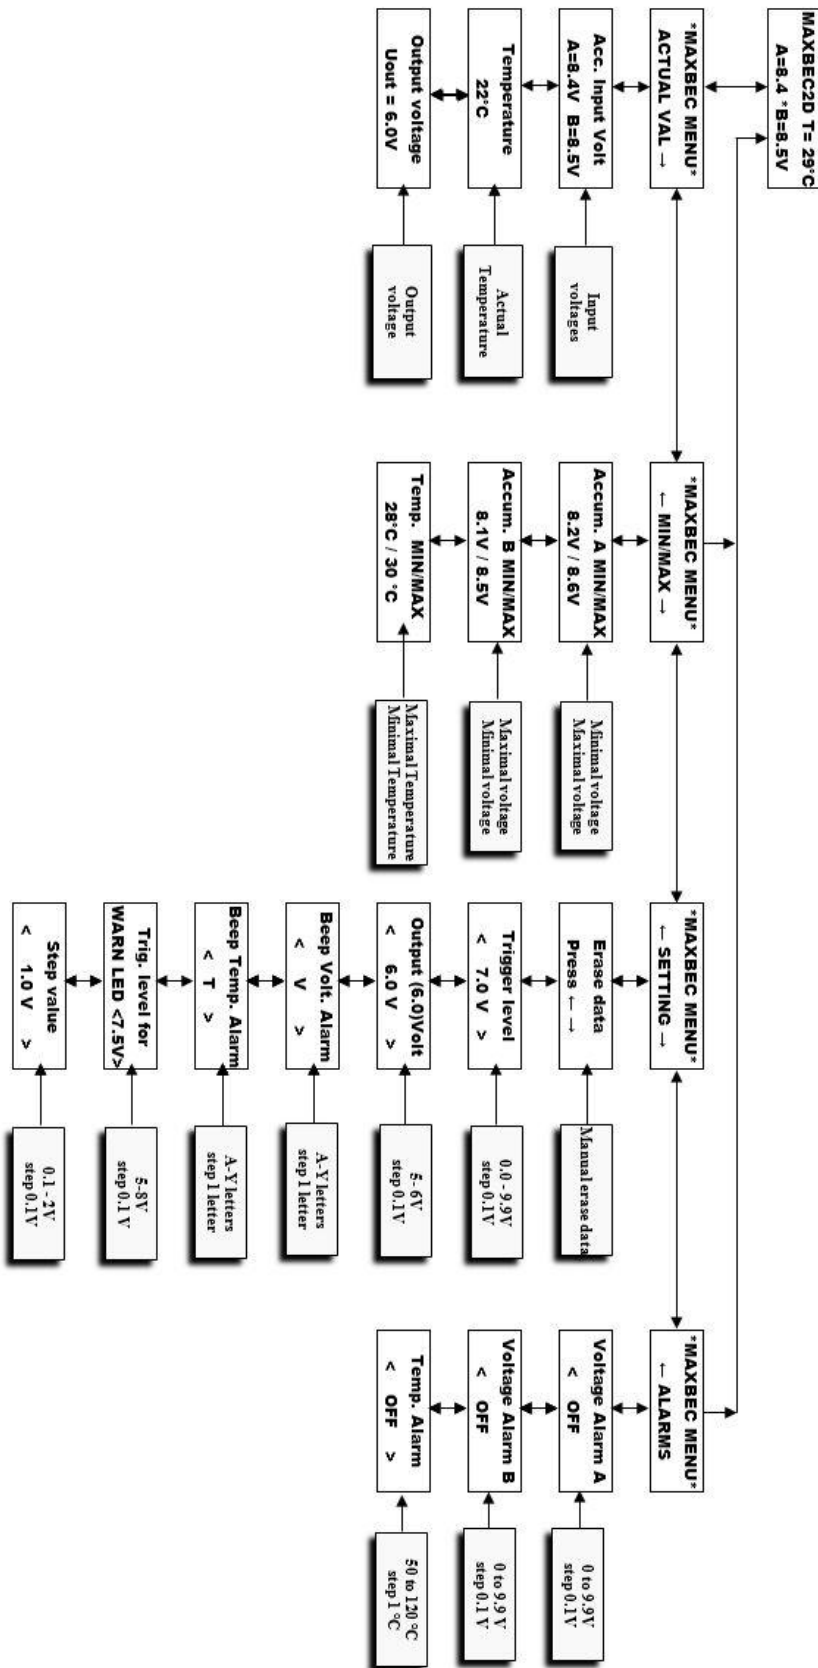 MAXBEC2D T= 29°C
A=8.4 *B=8.5V
*MAXBEC MENU*
ACTUAL VAL →
Acc. Input Volt
A=8.4V B=8.5V
Input
voltages
Temperature
22°C
Actual
Temperature
Output voltage
Uout = 6.0V
Output
voltage
*MAXBEC MENU*
← MIN/MAX →
Accum. A MIN/MAX
8.2V / 8.6V
Minimal voltage
Maximal voltage
Accum. B MIN/MAX
8.1V / 8.5V
Maximal voltage
Minimal voltage
Temp. MIN/MAX
28°C / 30 °C
Maximal Temperature
Minimal Temperature
*MAXBEC MENU*
← SETTING →
Erase data
Press ← →
Manual erase data
Trigger level
< 7.0 V >
0.0 - 9.9V
step 0.1V
Output (6.0)Volt
< 6.0 V >
5- 6V
step 0.1V
Beep Volt. Alarm
< V >
A-Y letters
step 1 letter
Beep Temp. Alarm
< T >
A-Y letters
step 1 letter
Trig. level for
WARN LED <7.5V>
5-8V
step 0.1 V
Step value
< 1.0 V >
0.1 - 2V
step 0.1V
*MAXBEC MENU*
← ALARMS
Voltage Alarm A
< OFF
0 to 9.9V
step 0.1V
Voltage Alarm B
< OFF
0 to 9.9 V
step 0.1 V
Temp. Alarm
< OFF >
50 to 120 °C
step 1 °C